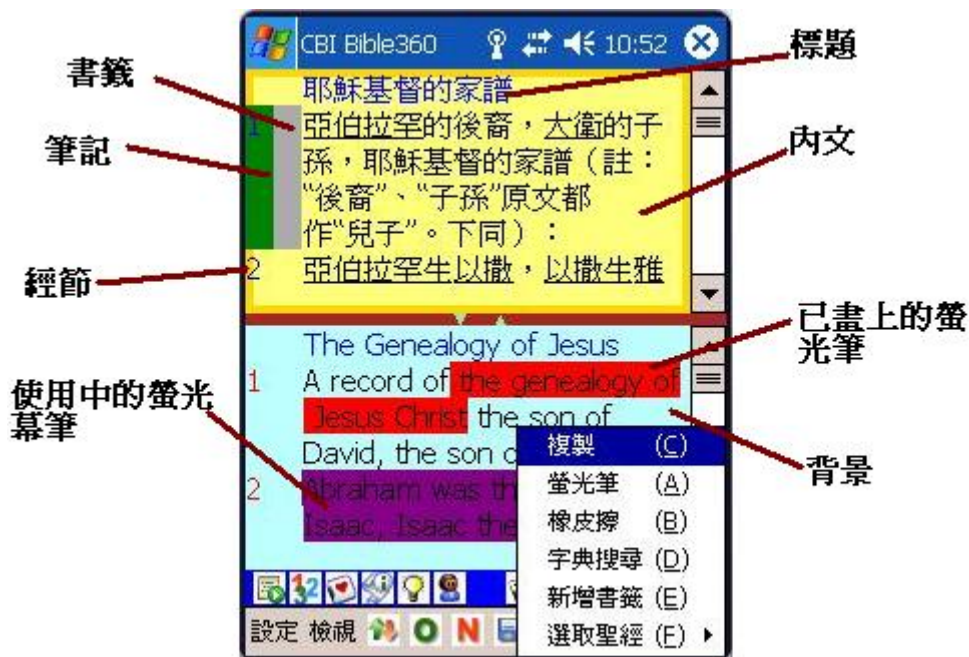 CBI Bible360 10:52
標題
書籤
耶穌基督的家譜
1 亞伯拉罕的後裔，大衛的子
孫，耶穌基督的家譜（註：
“後裔”、“子孫”原文都
作“兒子”。下同）：
2 亞伯拉罕生以撒，以撒生雅
筆記
內文
經節
已畫上的螢
光筆
The Genealogy of Jesus
1 A record of the genealogy of
Jesus Christ the son of
David, the son o
2 Abraham was th
Isaac, Isaac the
使用中的螢光
幕筆
背景
複製 (C)
螢光筆 (A)
橡皮擦 (B)
字典搜尋 (D)
新增書籤 (E)
選取聖經 (F)
設定 檢視 O N